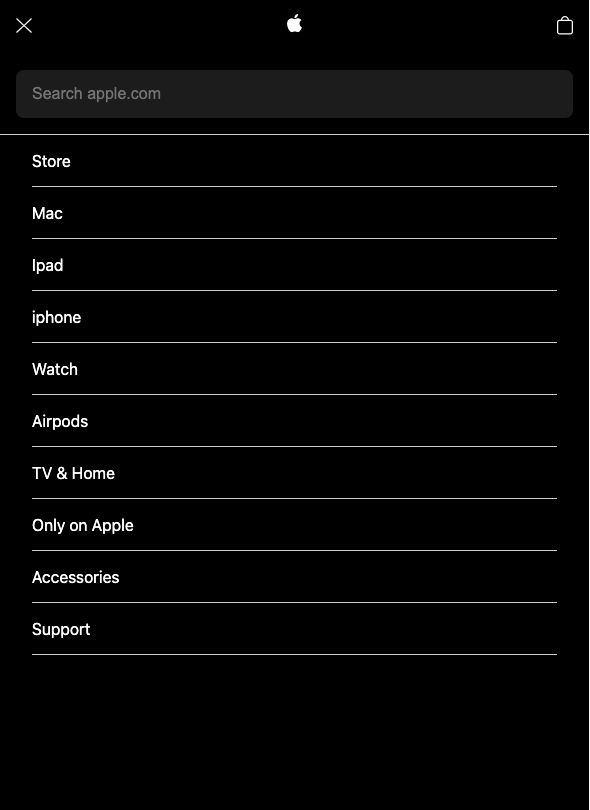 Search apple.com
Store
Mac
Ipad
iphone
Watch
Airpods
TV & Home
Only on Apple
Accessories
Support